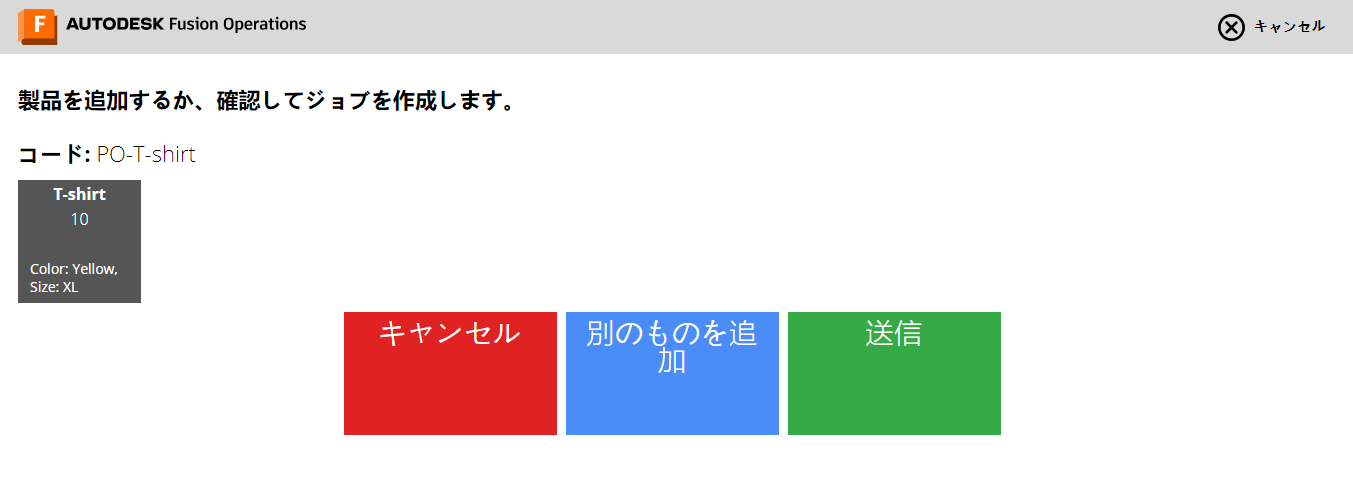 F AUTODESK Fusion Operations
キャンセル
製品を追加するか、確認してジョブを作成します。
コード: PO-T-shirt
T-shirt
10
Color: Yellow,
Size: XL
キャンセル
別のものを追
加
送信